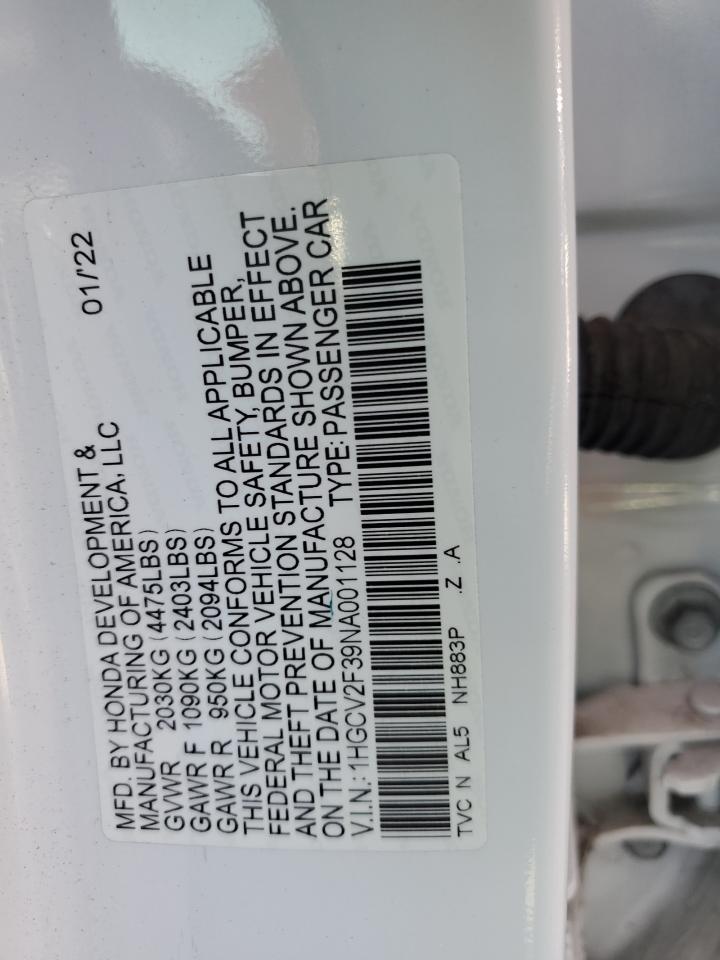 MFD. BY HONDA DEVELOPMENT & 01/'22
MANUFACTURING OF AMERICA, LLC
GVWR 2030KG (4475LBS)
GAWR F 1090KG (2403LBS)
GAWR R 950KG (2094LBS)
THIS VEHICLE CONFORMS TO ALL APPLICABLE
FEDERAL MOTOR VEHICLE SAFETY, BUMPER,
AND THEFT PREVENTION STANDARDS IN EFFECT
ON THE DATE OF MANUFACTURE SHOWN ABOVE.
V.I.N.: 1HGCV2F39NA001128 TYPE: PASSENGER CAR
TVC N AL5 NH883P .Z .A